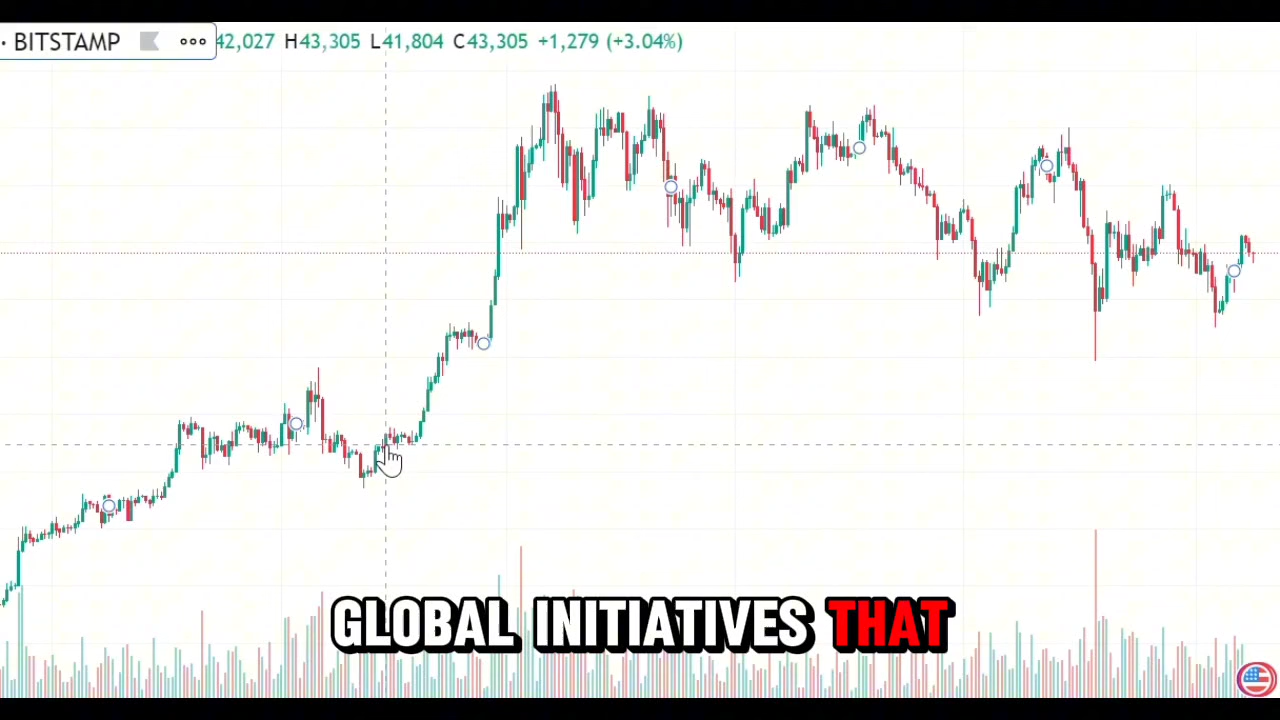 · BITSTAMP ••• 42,027 H43,305 L41,804 C43,305 +1,279 (+3.04%)
GLOBAL INITIATIVES THAT